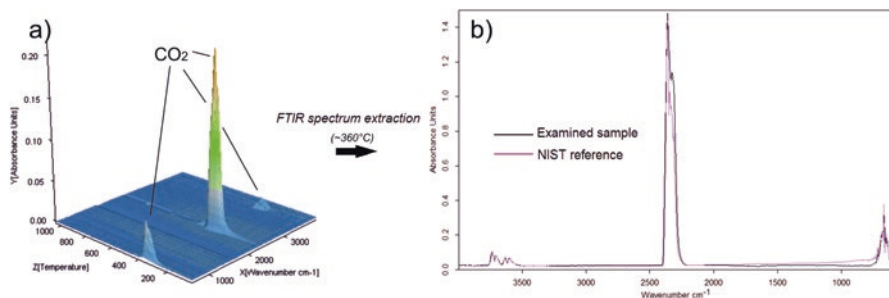 a)
CO2
0.20
0.15
0.10
0.05
0.00
Y[Absorbance Units]
1000
800
600
400
200
Z[Temperature]
1000
2000
3000
X[Wavenumber cm-1]
FTIR spectrum extraction
(~360°C)
b)
1.4
1.2
1.0
0.8
0.6
0.4
0.2
0.0
Absorbance Units
Examined sample
NIST reference
3500
3000
2500
2000
1500
1000
Wavenumber cm-1